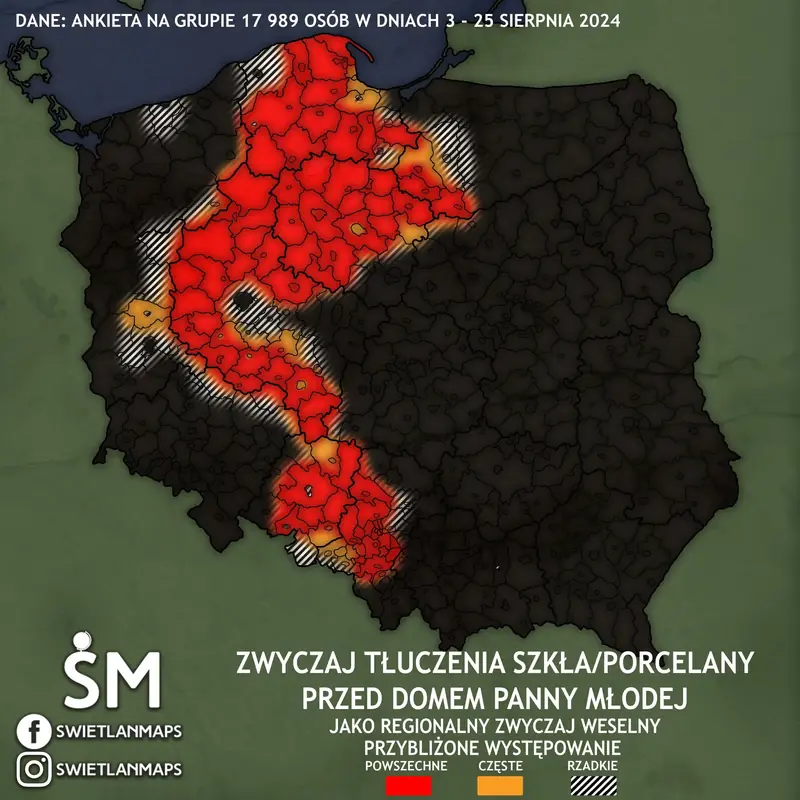 DANE: ANKIETA NA GRUPIE 17 989 OSÓB W DNIACH 3 - 25 SIERPNIA 2024
ŚM
SWIETLANMAPS
SWIETLANMAPS
ZWYCZAJ TŁUCZENIA SZKŁA/PORCELANY
PRZED DOMEM PANNY MŁODEJ
JAKO REGIONALNY ZWYCZAJ WESELNY
PRZYBLIŻONE WYSTĘPOWANIE
POWSZECHNE CZĘSTE RZADKIE